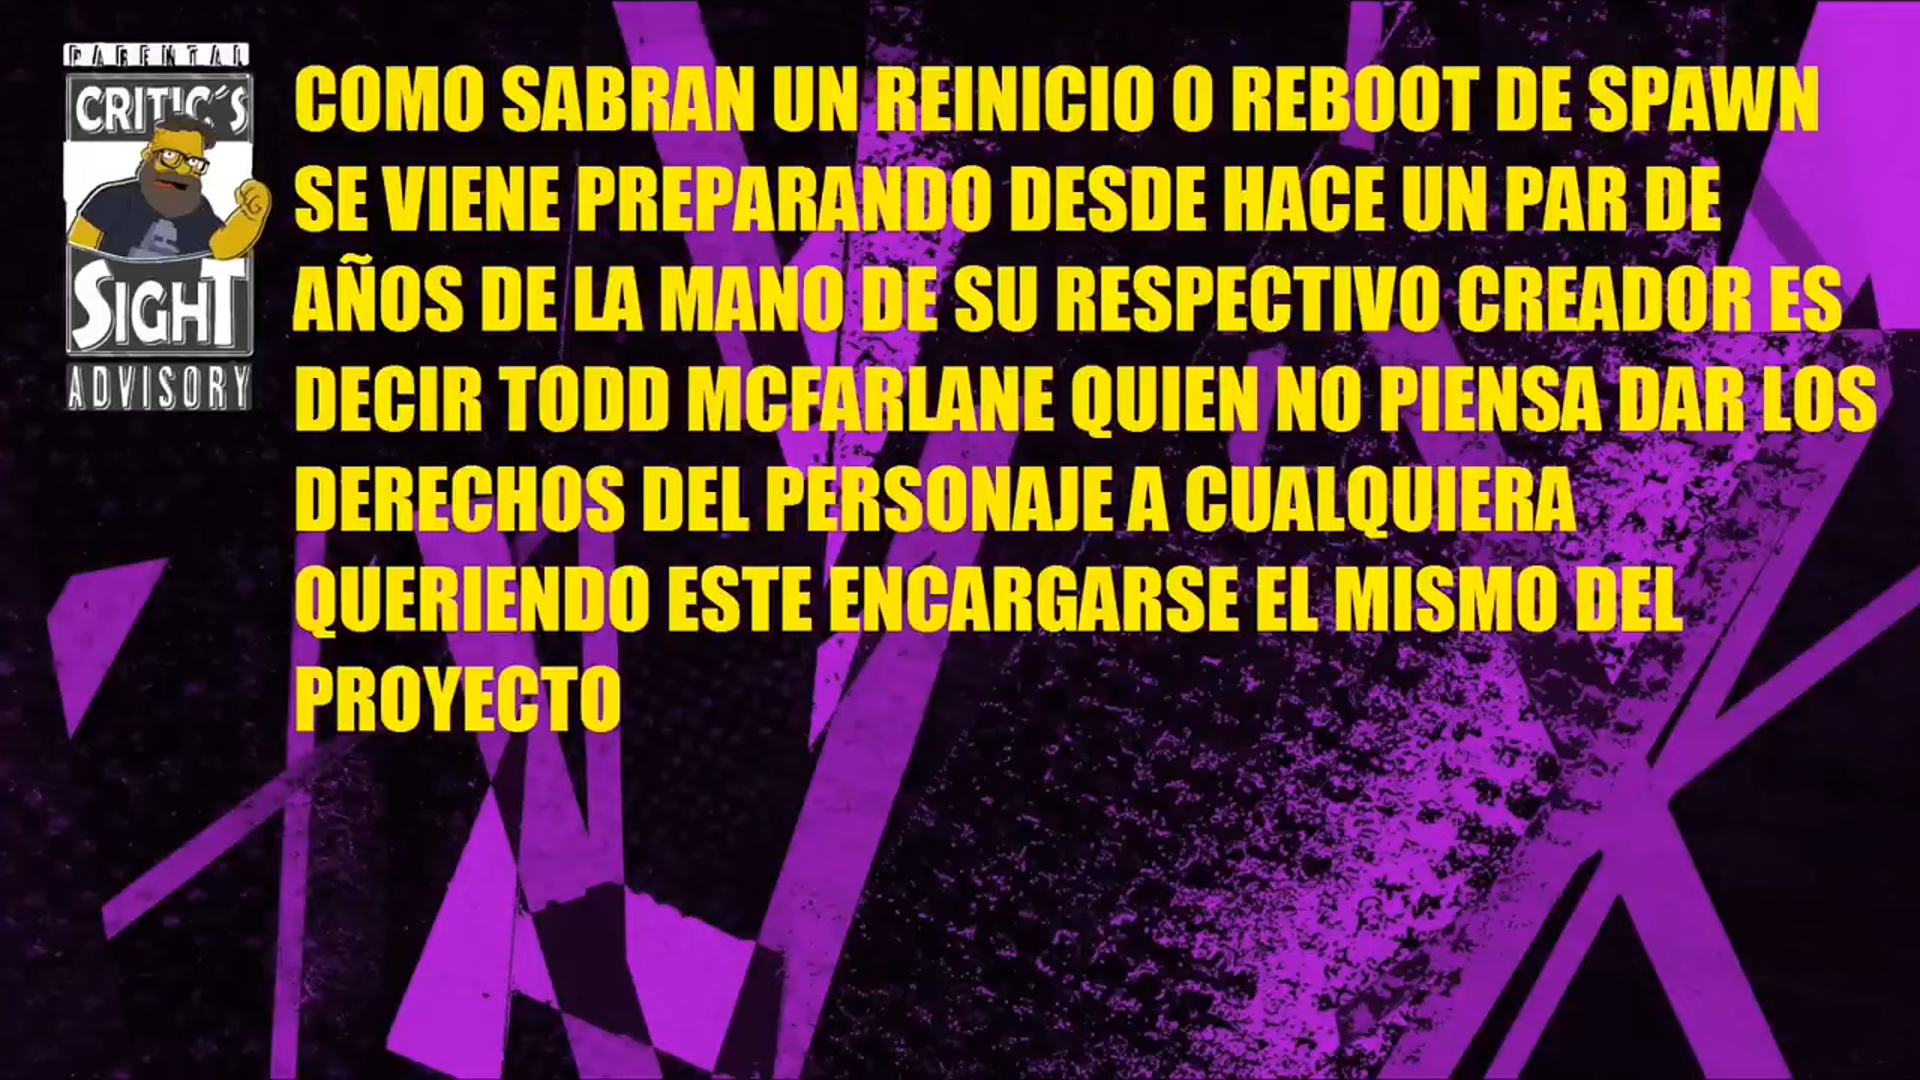 PARENTAL
CRITIC´S
SIGHT
ADVISORY
COMO SABRAN UN REINICIO O REBOOT DE SPAWN
SE VIENE PREPARANDO DESDE HACE UN PAR DE
AÑOS DE LA MANO DE SU RESPECTIVO CREADOR ES
DECIR TODD MCFARLANE QUIEN NO PIENSA DAR LOS
DERECHOS DEL PERSONAJE A CUALQUIERA
QUERIENDO ESTE ENCARGARSE EL MISMO DEL
PROYECTO